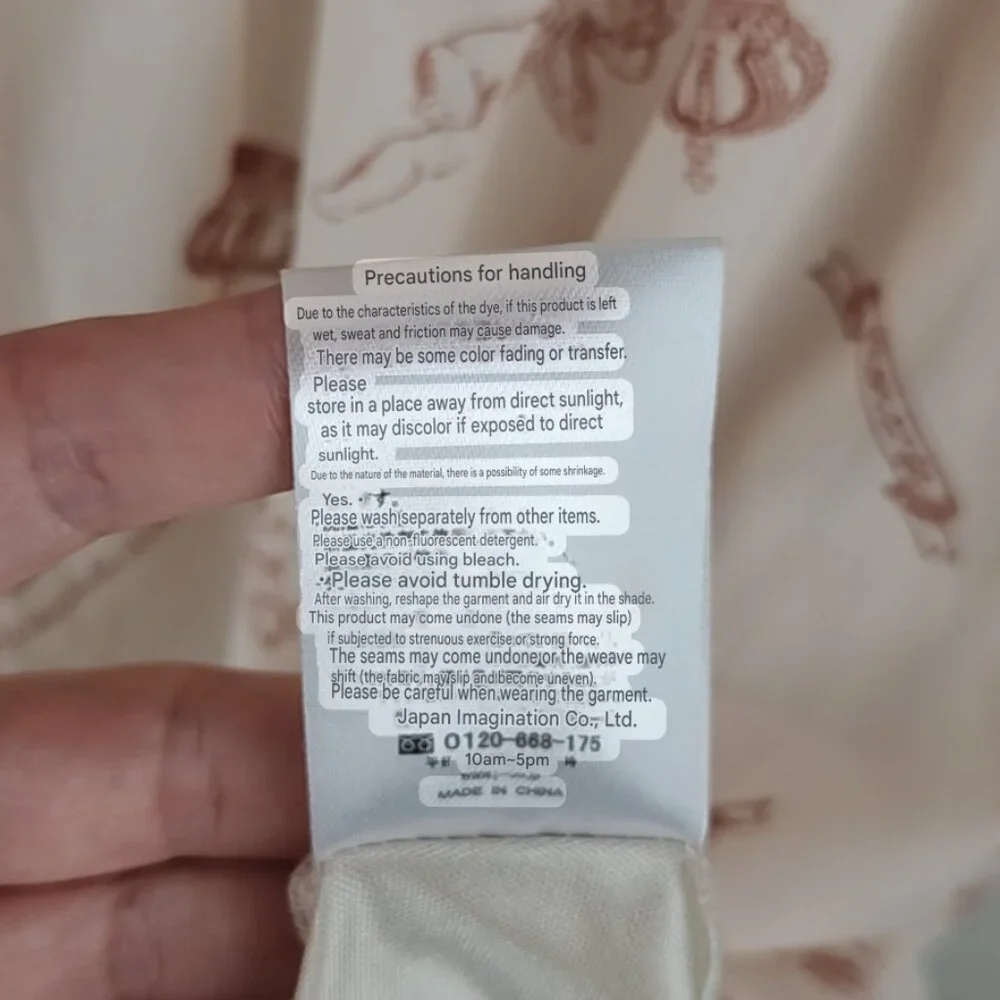 Precautions for handling
Due to the characteristics of the dye, if this product is left
wet, sweat and friction may cause damage.
There may be some color fading or transfer.
Please
store in a place away from direct sunlight,
as it may discolor if exposed to direct
sunlight.
Due to the nature of the material, there is a possibility of some shrinkage.
Yes.
Please wash separately from other items.
Please use a non-fluorescent detergent.
Please avoid using bleach.
Please avoid tumble drying.
After washing, reshape the garment and air dry it in the shade.
This product may come undone (the seams may slip)
if subjected to strenuous exercise or strong force.
The seams may come undone or the weave may
shift (the fabric may slip and become uneven).
Please be careful when wearing the garment.
Japan Imagination Co., Ltd.
0120-668-175
10am~5pm
MADE IN CHINA